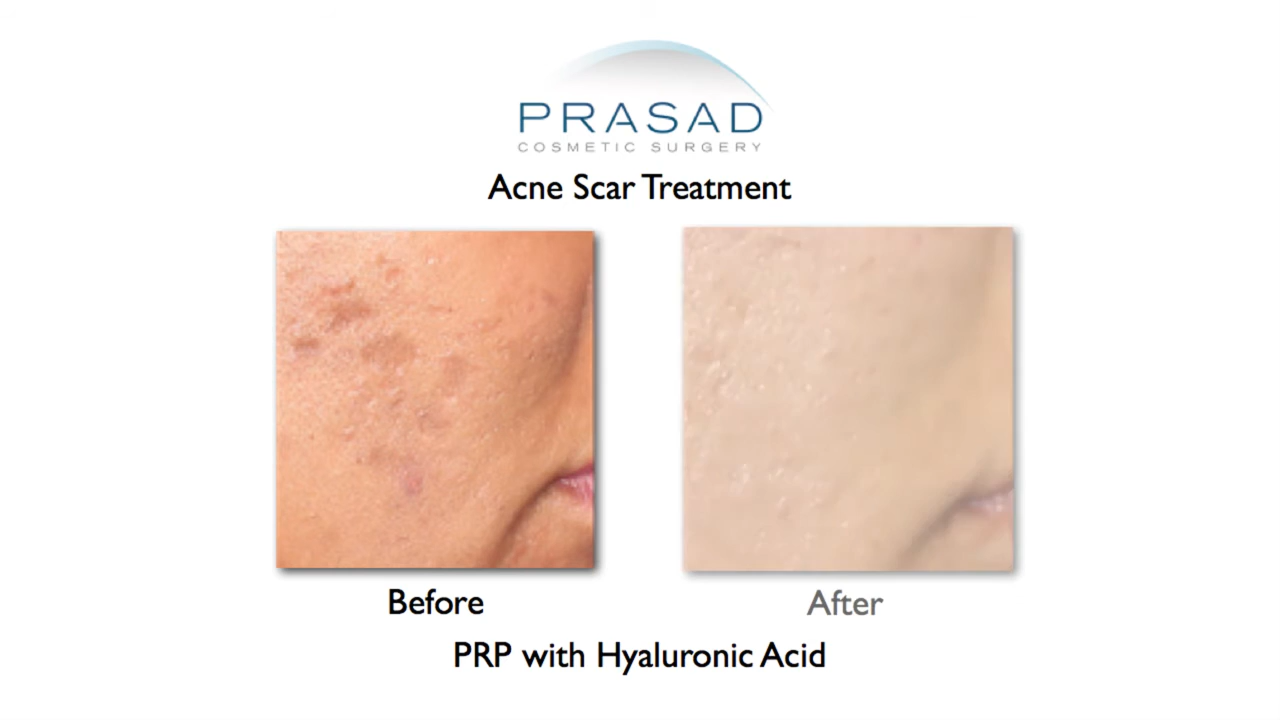 PRASAD
COSMETIC SURGERY
Acne Scar Treatment
Before
After
PRP with Hyaluronic Acid